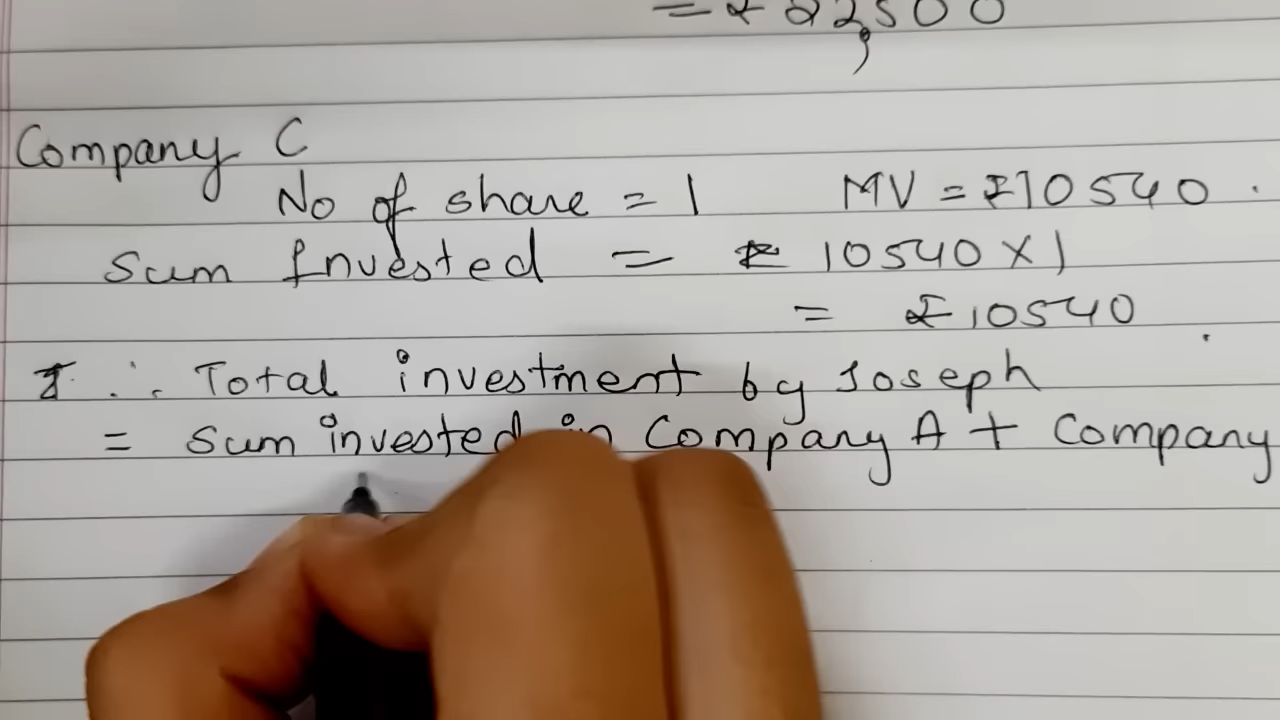 = ₹ 22,500
Company C
No of share = 1 MV = ₹10540.
Sum Invested = ₹ 10540 × 1
= ₹10540
∴ Total investment by Joseph
= Sum invested in Company A + Company